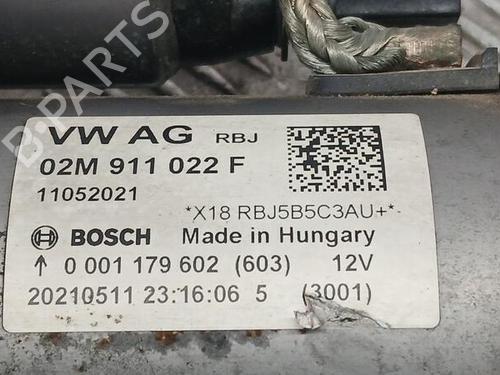 VW AG RBJ
02M 911 022 F
11052021
*X18 RBJ5B5C3AU+*
BOSCH Made in Hungary
↑ 0 001 179 602 (603) 12V
20210511 23:16:06 5 (3001)
B-PARTS